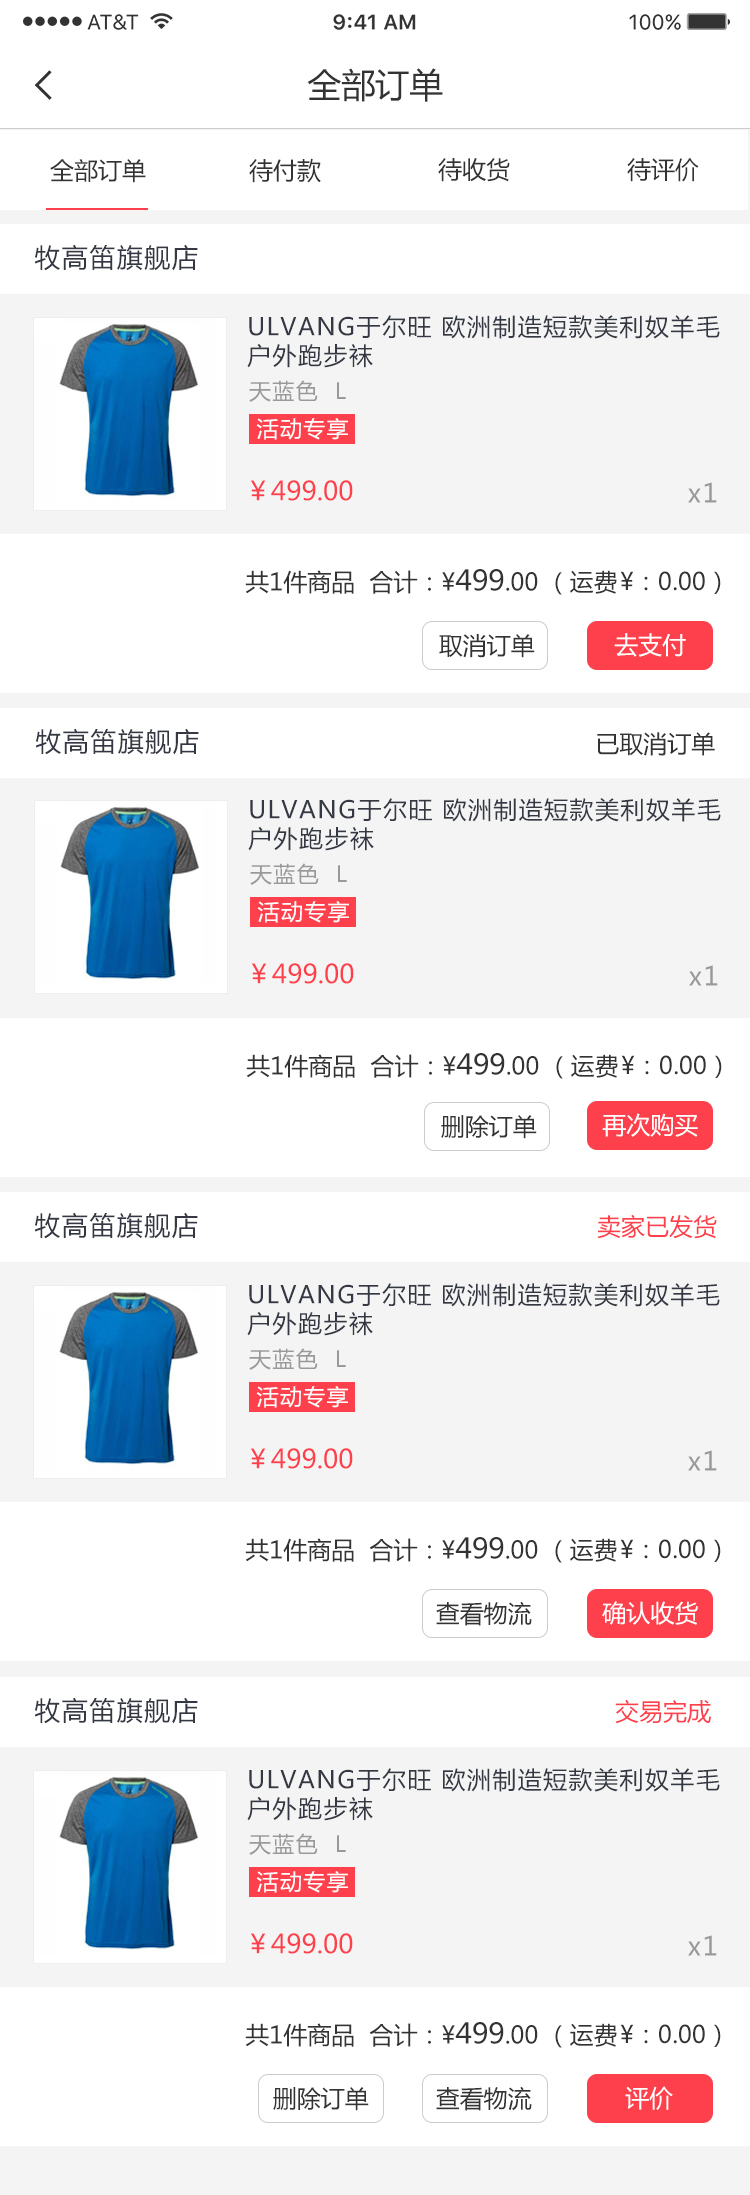 AT&T 9:41 AM 100%
全部订单
全部订单 待付款 待收货 待评价
牧高笛旗舰店
ULVANG于尔旺 欧洲制造短款美利奴羊毛
户外跑步袜
天蓝色 L
活动专享
¥499.00 x1
共1件商品 合计:¥499.00 (运费¥:0.00)
取消订单 去支付
牧高笛旗舰店 已取消订单
ULVANG于尔旺 欧洲制造短款美利奴羊毛
户外跑步袜
天蓝色 L
活动专享
¥499.00 x1
共1件商品 合计:¥499.00 (运费¥:0.00)
删除订单 再次购买
牧高笛旗舰店 卖家已发货
ULVANG于尔旺 欧洲制造短款美利奴羊毛
户外跑步袜
天蓝色 L
活动专享
¥499.00 x1
共1件商品 合计:¥499.00 (运费¥:0.00)
查看物流 确认收货
牧高笛旗舰店 交易完成
ULVANG于尔旺 欧洲制造短款美利奴羊毛
户外跑步袜
天蓝色 L
活动专享
¥499.00 x1
共1件商品 合计:¥499.00 (运费¥:0.00)
删除订单 查看物流 评价